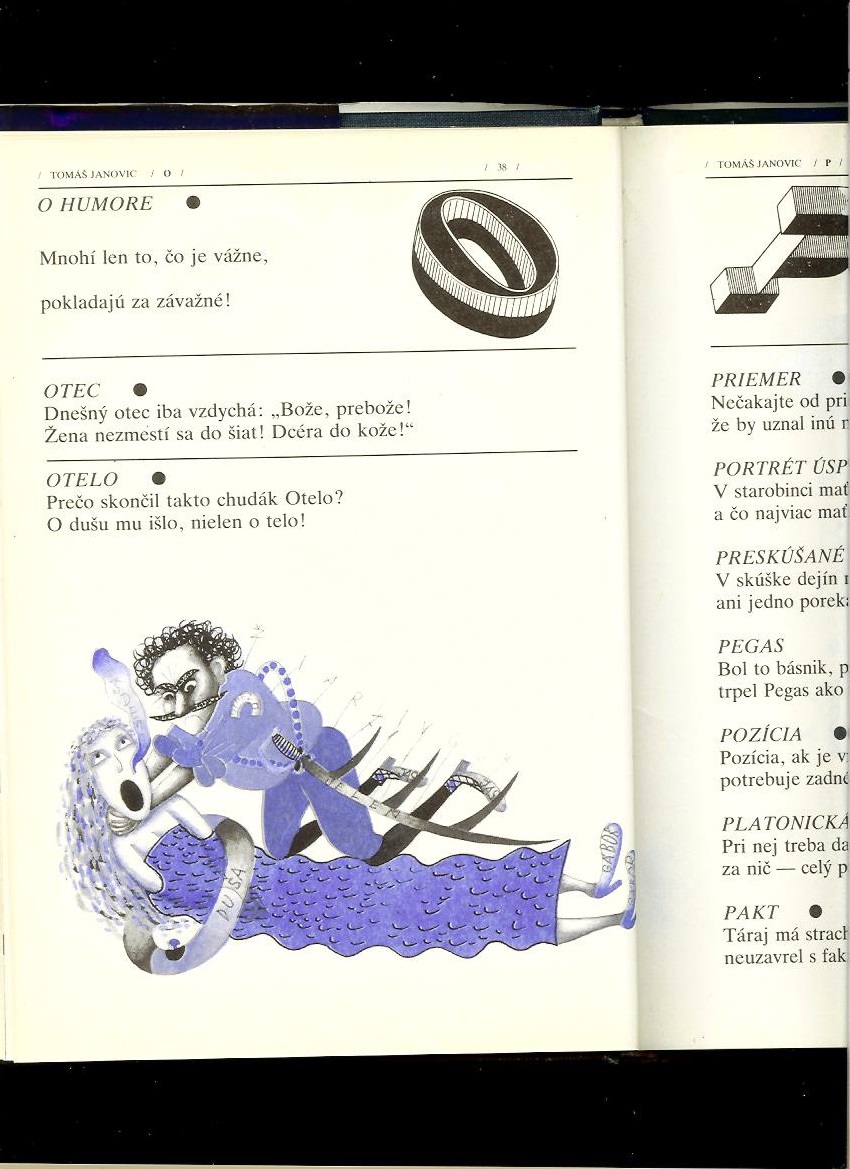 / TOMÁŠ JANOVIC / O /
/ 38 /
O HUMORE ●
O
Mnohí len to, čo je vážne,
pokladajú za závažné!
OTEC ●
Dnešný otec iba vzdychá: „Bože, prebože!
Žena nezmestí sa do šiat! Dcéra do kože!“
OTELO ●
Prečo skončil takto chudák Otelo?
O dušu mu išlo, nielen o telo!
DUŠA
GÁBOR
/ TOMÁŠ JANOVIC / P /
P
PRIEMER ●
Nečakajte od pri
že by uznal inú
PORTRÉT ÚSP
V starobinci mať
a čo najviac mať
PRESKÚŠANÉ
V skúške dejín
ani jedno porek
PEGAS
Bol to básnik, p
trpel Pegas ako
POZÍCIA ●
Pozícia, ak je v
potrebuje zadné
PLATONICKÁ
Pri nej treba da
za nič — celý p
PAKT ●
Táraj má strach
neuzavrel s fak